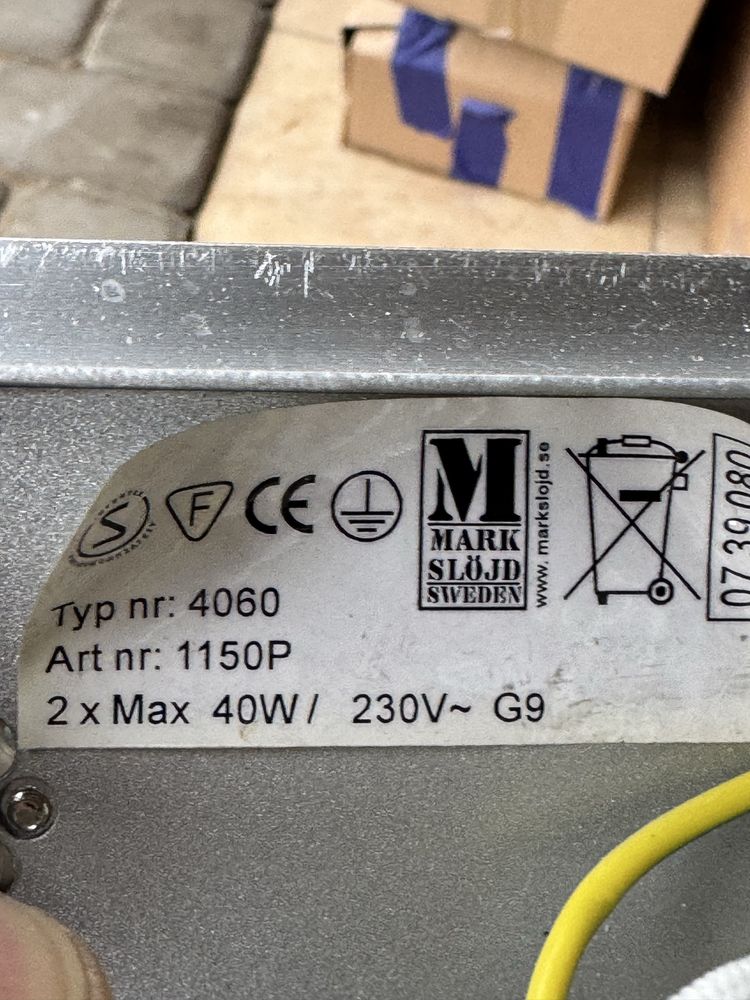 S
F
CE
M
MARK
SLÖJD
SWEDEN
www.markslojd.se
07 39 080
Typ nr: 4060
Art nr: 1150P
2 x Max 40W / 230V~ G9